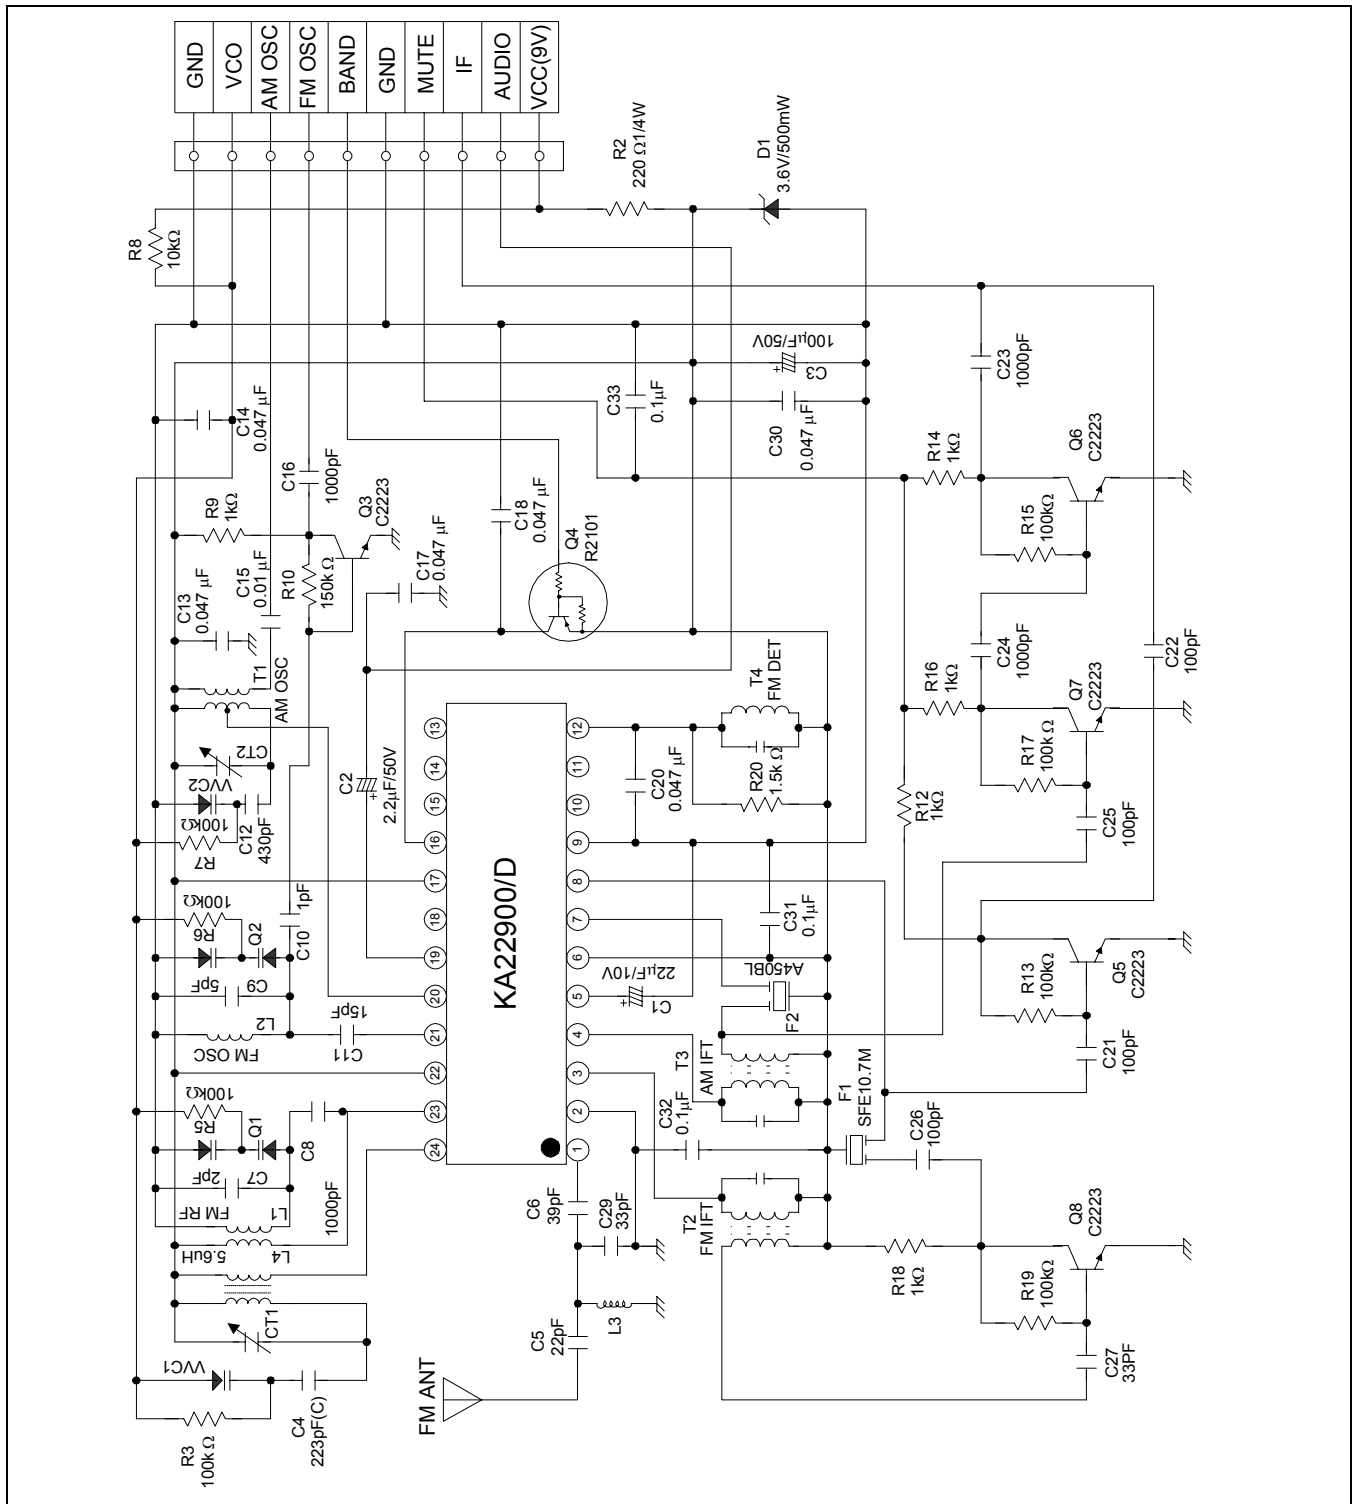 GND
VCO
AM OSC
FM OSC
BAND
GND
MUTE
IF
AUDIO
VCC(9V)
R2
220 Ω1/4W
D1
3.6V/500mW
R8
10kΩ
C14
0.047 µF
C33
0.1µF
100µF/50V
+
C3
C30
0.047 µF
C23
1000pF
R14
1kΩ
Q6
C2223
R15
100kΩ
R9
1kΩ
C16
1000pF
Q3
C2223
R10
150kΩ
C13
0.047 µF
C15
0.01 µF
C17
0.047 µF
C18
0.047 µF
Q4
R2101
T1
AM OSC
CT2
VVC2
100kΩ
R7
C12
430pF
C2
2.2µF/50V
+
T4
FM DET
C20
0.047 µF
R20
1.5k Ω
C24
1000pF
R16
1kΩ
Q7
C2223
R17
100k Ω
R12
1kΩ
C25
100pF
C22
100pF
13
14
15
16
17
18
19
20
21
22
23
24
KA22900/D
12
11
10
9
8
7
6
5
4
3
2
1
100kΩ
R6
Q2
1pF
C10
5pF
C9
L2
FM OSC
15pF
C11
C31
0.1µF
22µF/10V
+
C1
A450BL
F2
T3
AM IFT
R13
100kΩ
Q5
C2223
C21
100pF
100kΩ
R5
Q1
C8
1000pF
2pF
C7
FM RF
L1
5.6uH
L4
C32
0.1µF
F1
SFE10.7M
C26
100pF
C6
39pF
C29
33pF
T2
FM IFT
R18
1kΩ
Q8
C2223
R19
100kΩ
C27
33PF
CT1
VVC1
C4
223pF(C)
R3
100k Ω
C5
22pF
L3
FM ANT